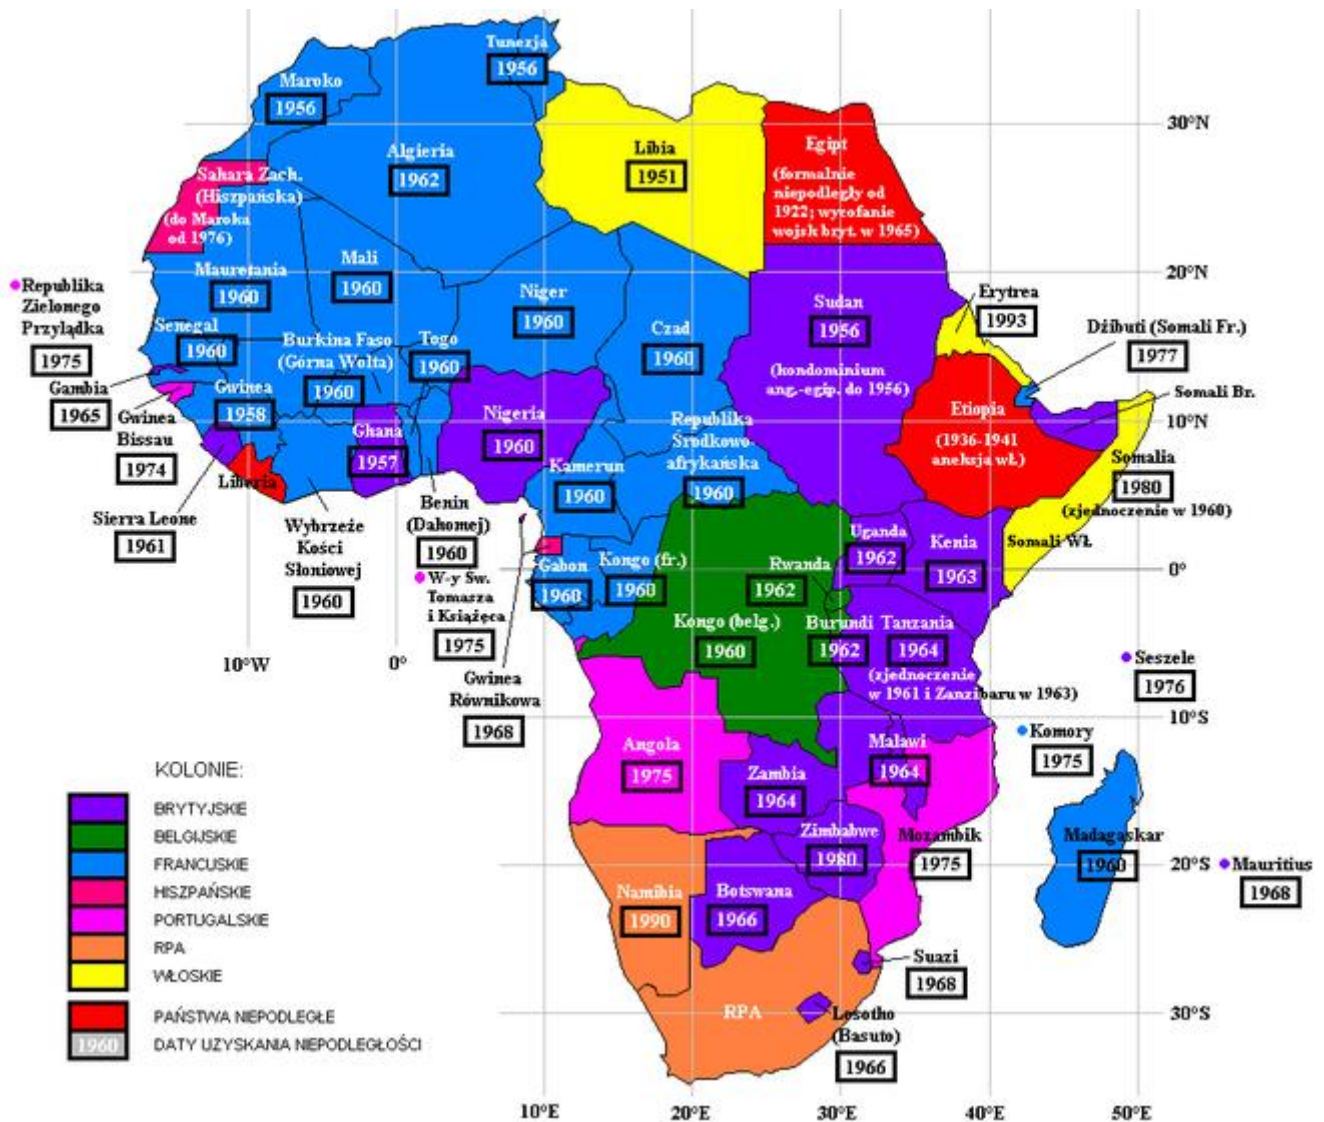 Tunezja
1956
Maroko
1956
Algieria
1962
Libia
1951
Egipt
(formalnie
niepodległy od
1922; wycofanie
wojsk bryt. w 1965)
30°N
Sahara Zach.
(Hiszpańska)
(do Maroka
od 1976)
Mauretania
1960
Mali
1960
Niger
1960
Czad
1960
Sudan
1956
(kondominium
ang.-egip. do 1956)
20°N
Erytrea
1993
Dżibuti (Somali Fr.)
1977
Somali Br.
Republika
Zielonego
Przylądka
1975
Senegal
1960
Burkina Faso
(Górna Wolta)
1960
Togo
1960
Gambia
1965
Gwinea
Bissau
1974
Gwinea
1958
Ghana
1957
Nigeria
1960
Republika
Środkowo-
afrykańska
1960
Etiopia
(1936-1941
aneksja wł.)
10°N
Somalia
1980
(zjednoczenie w 1960)
Somali Wł.
Liberia
Sierra Leone
1961
Wybrzeże
Kości
Słoniowej
1960
Benin
(Dahomej)
1960
Kamerun
1960
W-y Św.
Tomasza
i Książęca
1975
Gwinea
Równikowa
1968
Gabon
1960
Kongo (fr.)
1960
Rwanda
1962
Uganda
1962
Kenia
1963
0°
Kongo (belg.)
1960
Burundi
1962
Tanzania
1964
(zjednoczenie
w 1961 i Zanzibaru w 1963)
10°W
0°
Seszele
1976
10°S
Angola
1975
Zambia
1964
Malawi
1964
Komory
1975
Zimbabwe
1980
Mozambik
1975
Madagaskar
1960
20°S
Mauritius
1968
Namibia
1990
Botswana
1966
Suazi
1968
RPA
Losotho
(Basuto)
1966
30°S
KOLONIE:
BRYTYJSKIE
BELGIJSKIE
FRANCUSKIE
HISZPAŃSKIE
PORTUGALSKIE
RPA
WŁOSKIE
PAŃSTWA NIEPODLEGŁE
1960 DATY UZYSKANIA NIEPODLEGŁOŚCI
10°E
20°E
30°E
40°E
50°E